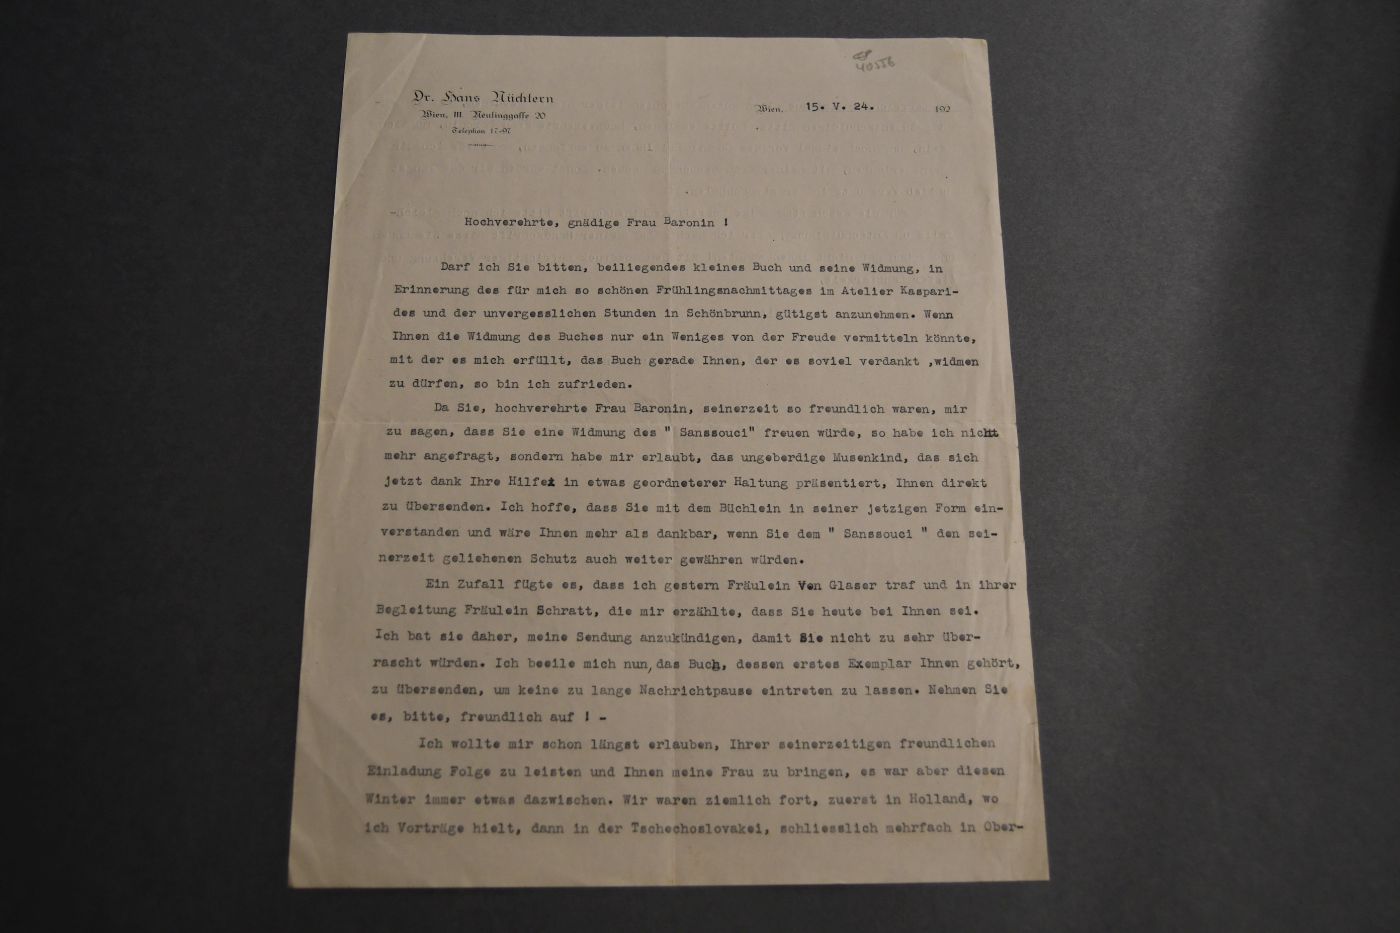 40556
Dr. Hans Nüchtern
Wien, III. Neulinggasse 20
Telephon 17-97
Wien, 15. V. 24. 192
Hochverehrte, gnädige Frau Baronin !
Darf ich Sie bitten, beiliegendes kleines Buch und seine Widmung, in
Erinnerung des für mich so schönen Frühlingsnachmittages im Atelier Kaspari-
des und der unvergesslichen Stunden in Schönbrunn, gütigst anzunehmen. Wenn
Ihnen die Widmung des Buches nur ein Weniges von der Freude vermitteln könnte,
mit der es mich erfüllt, das Buch gerade Ihnen, der es soviel verdankt ,widmen
zu dürfen, so bin ich zufrieden.
Da Sie, hochverehrte Frau Baronin, seinerzeit so freundlich waren, mir
zu sagen, dass Sie eine Widmung des " Sanssouci" freuen würde, so habe ich nicht
mehr angefragt, sondern habe mir erlaubt, das ungeberdige Musenkind, das sich
jetzt dank Ihre Hilfe in etwas geordneterer Haltung präsentiert, Ihnen direkt
zu übersenden. Ich hoffe, dass Sie mit dem Büchlein in seiner jetzigen Form ein-
verstanden und wäre Ihnen mehr als dankbar, wenn Sie dem " Sanssouci " den sei-
nerzeit geliehenen Schutz auch weiter gewähren würden.
Ein Zufall fügte es, dass ich gestern Fräulein Von Glaser traf und in ihrer
Begleitung Fräulein Schratt, die mir erzählte, dass Sie heute bei Ihnen sei.
Ich bat sie daher, meine Sendung anzukündigen, damit Sie nicht zu sehr über-
rascht würden. Ich beeile mich nun, das Buch, dessen erstes Exemplar Ihnen gehört,
zu übersenden, um keine zu lange Nachrichtpause eintreten zu lassen. Nehmen Sie
es, bitte, freundlich auf ! -
Ich wollte mir schon längst erlauben, Ihrer seinerzeitigen freundlichen
Einladung Folge zu leisten und Ihnen meine Frau zu bringen, es war aber diesen
Winter immer etwas dazwischen. Wir waren ziemlich fort, zuerst in Holland, wo
ich Vorträge hielt, dann in der Tschechoslovakei, schliesslich mehrfach in Ober-